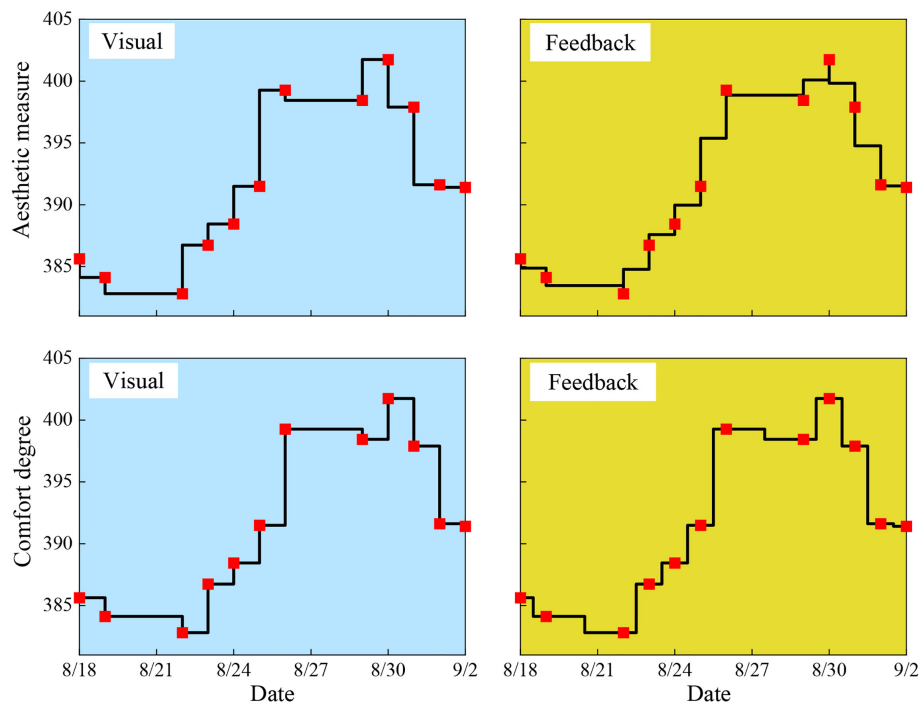 405
400
395
390
385
Aesthetic measure
Visual
Feedback
405
400
395
390
385
Comfort degree
Visual
Feedback
8/18 8/21 8/24 8/27 8/30 9/2
8/18 8/21 8/24 8/27 8/30 9/2
Date
Date